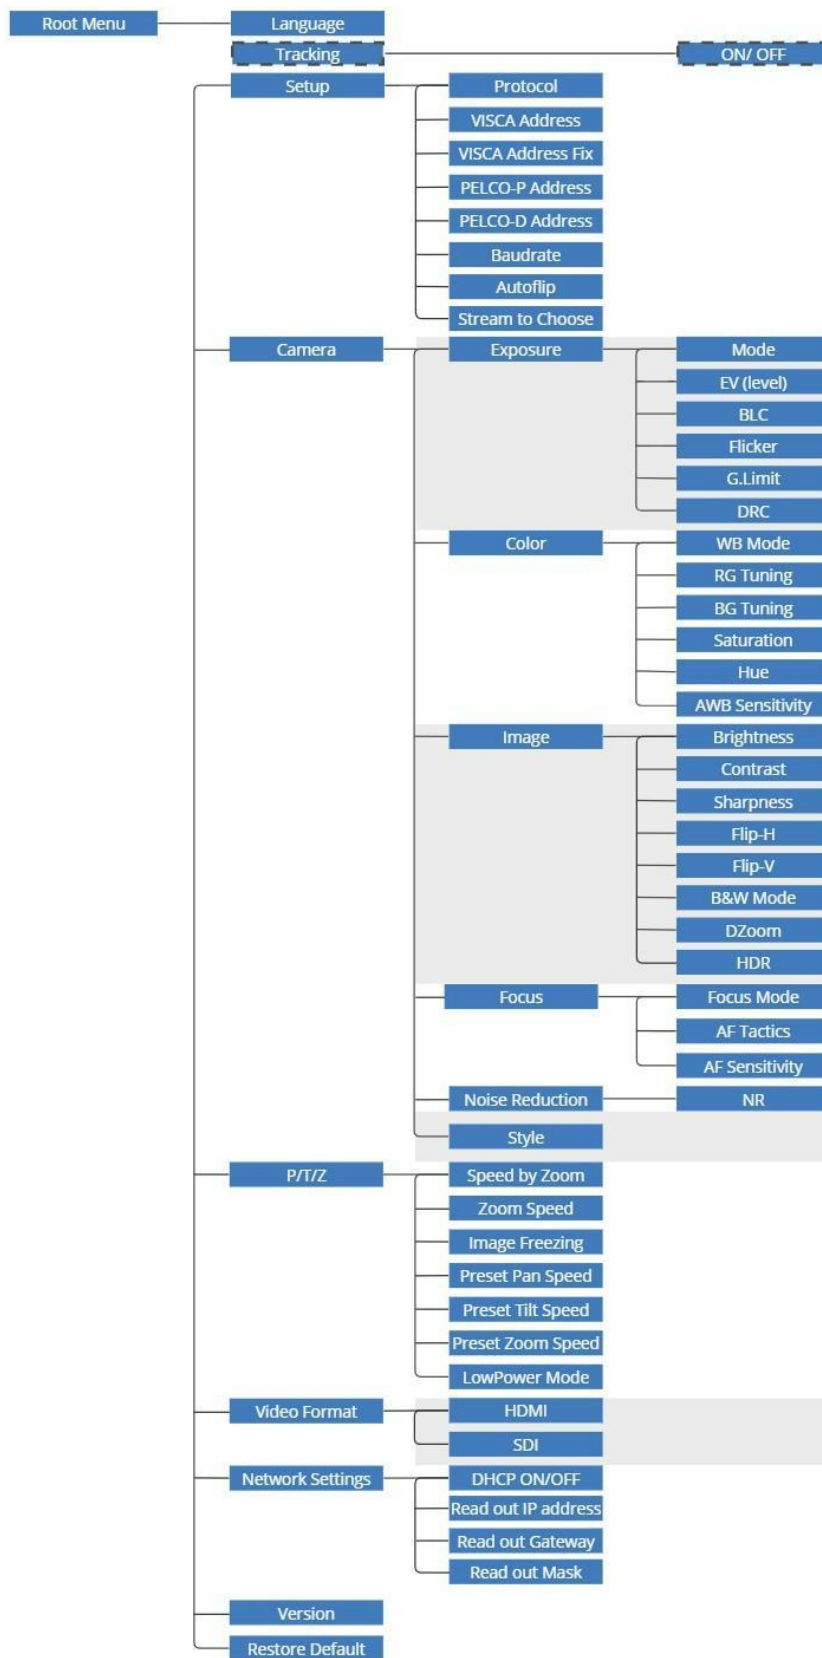 Root Menu
Language
Tracking
ON/ OFF
Setup
Protocol
VISCA Address
VISCA Address Fix
PELCO-P Address
PELCO-D Address
Baudrate
Autoflip
Stream to Choose
Camera
Exposure
Mode
EV (level)
BLC
Flicker
G.Limit
DRC
Color
WB Mode
RG Tuning
BG Tuning
Saturation
Hue
AWB Sensitivity
Image
Brightness
Contrast
Sharpness
Flip-H
Flip-V
B&W Mode
DZoom
HDR
Focus
Focus Mode
AF Tactics
AF Sensitivity
Noise Reduction
NR
Style
P/T/Z
Speed by Zoom
Zoom Speed
Image Freezing
Preset Pan Speed
Preset Tilt Speed
Preset Zoom Speed
LowPower Mode
Video Format
HDMI
SDI
Network Settings
DHCP ON/OFF
Read out IP address
Read out Gateway
Read out Mask
Version
Restore Default